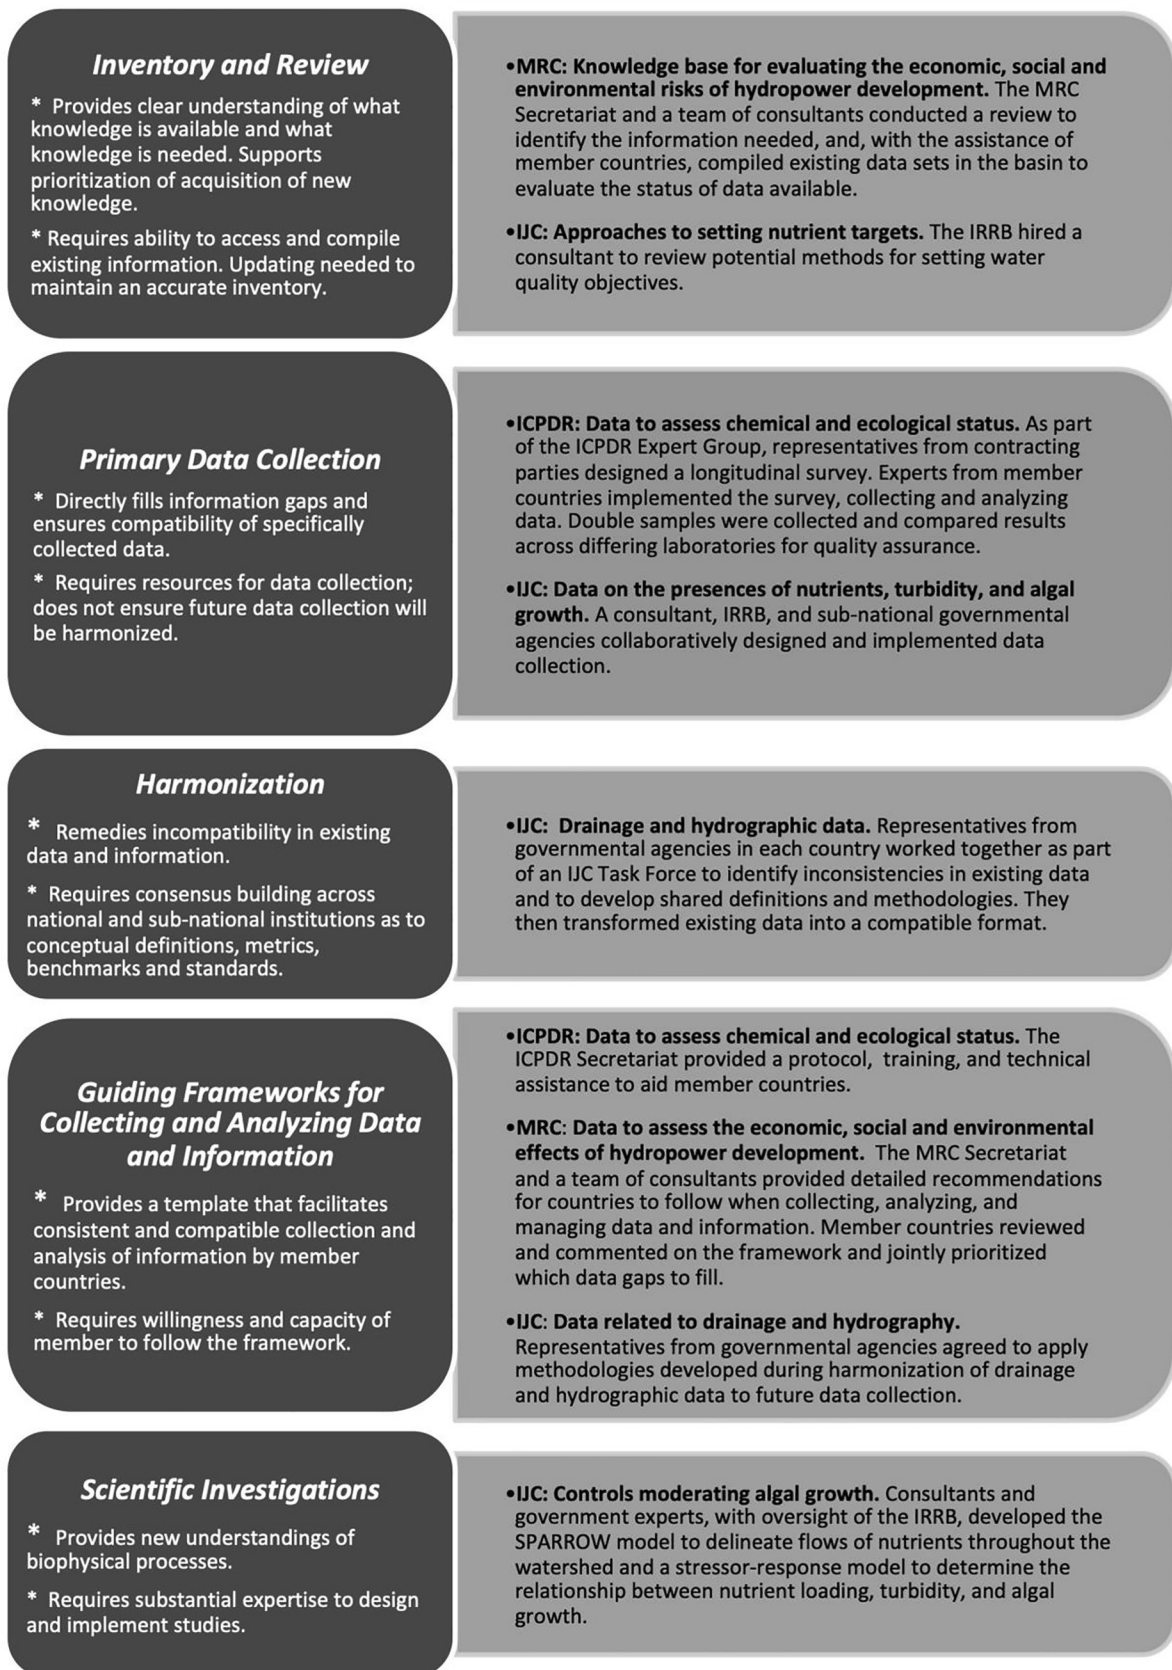 Inventory and Review
* Provides clear understanding of what
knowledge is available and what
knowledge is needed. Supports
prioritization of acquisition of new
knowledge.
* Requires ability to access and compile
existing information. Updating needed to
maintain an accurate inventory.
•MRC: Knowledge base for evaluating the economic, social and
environmental risks of hydropower development. The MRC
Secretariat and a team of consultants conducted a review to
identify the information needed, and, with the assistance of
member countries, compiled existing data sets in the basin to
evaluate the status of data available.
•IJC: Approaches to setting nutrient targets. The IRRB hired a
consultant to review potential methods for setting water
quality objectives.
Primary Data Collection
* Directly fills information gaps and
ensures compatibility of specifically
collected data.
* Requires resources for data collection;
does not ensure future data collection will
be harmonized.
•ICPDR: Data to assess chemical and ecological status. As part
of the ICPDR Expert Group, representatives from contracting
parties designed a longitudinal survey. Experts from member
countries implemented the survey, collecting and analyzing
data. Double samples were collected and compared results
across differing laboratories for quality assurance.
•IJC: Data on the presences of nutrients, turbidity, and algal
growth. A consultant, IRRB, and sub-national governmental
agencies collaboratively designed and implemented data
collection.
Harmonization
* Remedies incompatibility in existing
data and information.
* Requires consensus building across
national and sub-national institutions as to
conceptual definitions, metrics,
benchmarks and standards.
•IJC: Drainage and hydrographic data. Representatives from
governmental agencies in each country worked together as part
of an IJC Task Force to identify inconsistencies in existing data
and to develop shared definitions and methodologies. They
then transformed existing data into a compatible format.
Guiding Frameworks for
Collecting and Analyzing Data
and Information
* Provides a template that facilitates
consistent and compatible collection and
analysis of information by member
countries.
* Requires willingness and capacity of
member to follow the framework.
•ICPDR: Data to assess chemical and ecological status. The
ICPDR Secretariat provided a protocol, training, and technical
assistance to aid member countries.
•MRC: Data to assess the economic, social and environmental
effects of hydropower development. The MRC Secretariat
and a team of consultants provided detailed recommendations
for countries to follow when collecting, analyzing, and
managing data and information. Member countries reviewed
and commented on the framework and jointly prioritized
which data gaps to fill.
•IJC: Data related to drainage and hydrography.
Representatives from governmental agencies agreed to apply
methodologies developed during harmonization of drainage
and hydrographic data to future data collection.
Scientific Investigations
* Provides new understandings of
biophysical processes.
* Requires substantial expertise to design
and implement studies.
•IJC: Controls moderating algal growth. Consultants and
government experts, with oversight of the IRRB, developed the
SPARROW model to delineate flows of nutrients throughout the
watershed and a stressor-response model to determine the
relationship between nutrient loading, turbidity, and algal
growth.